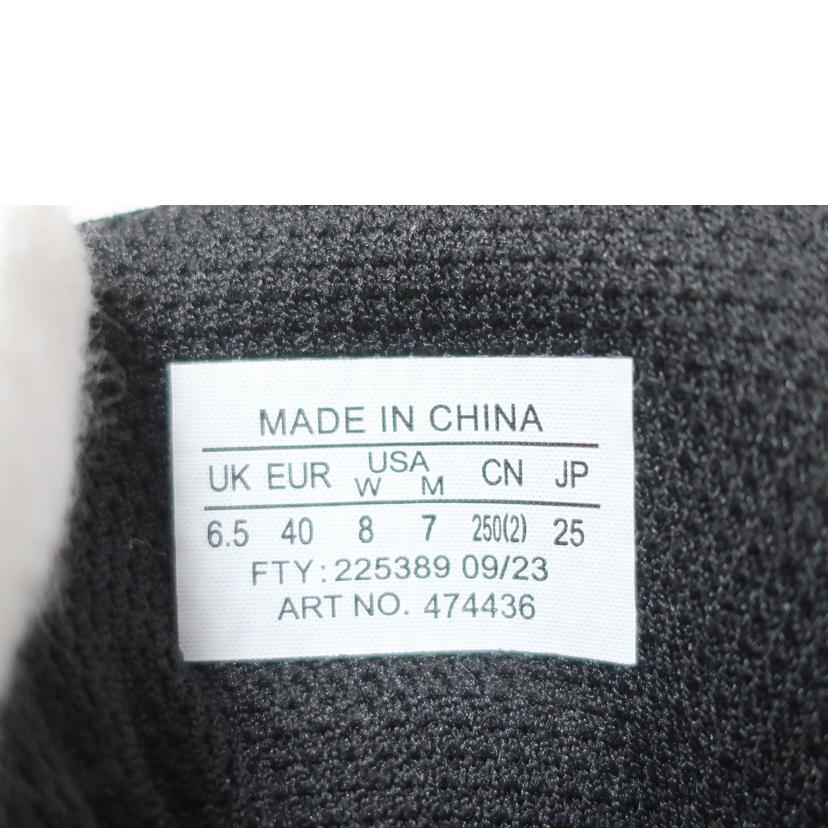 MADE IN CHINA
UK EUR USA W M CN JP
6.5 40 8 7 250(2) 25
FTY: 225389 09/23
ART NO. 474436